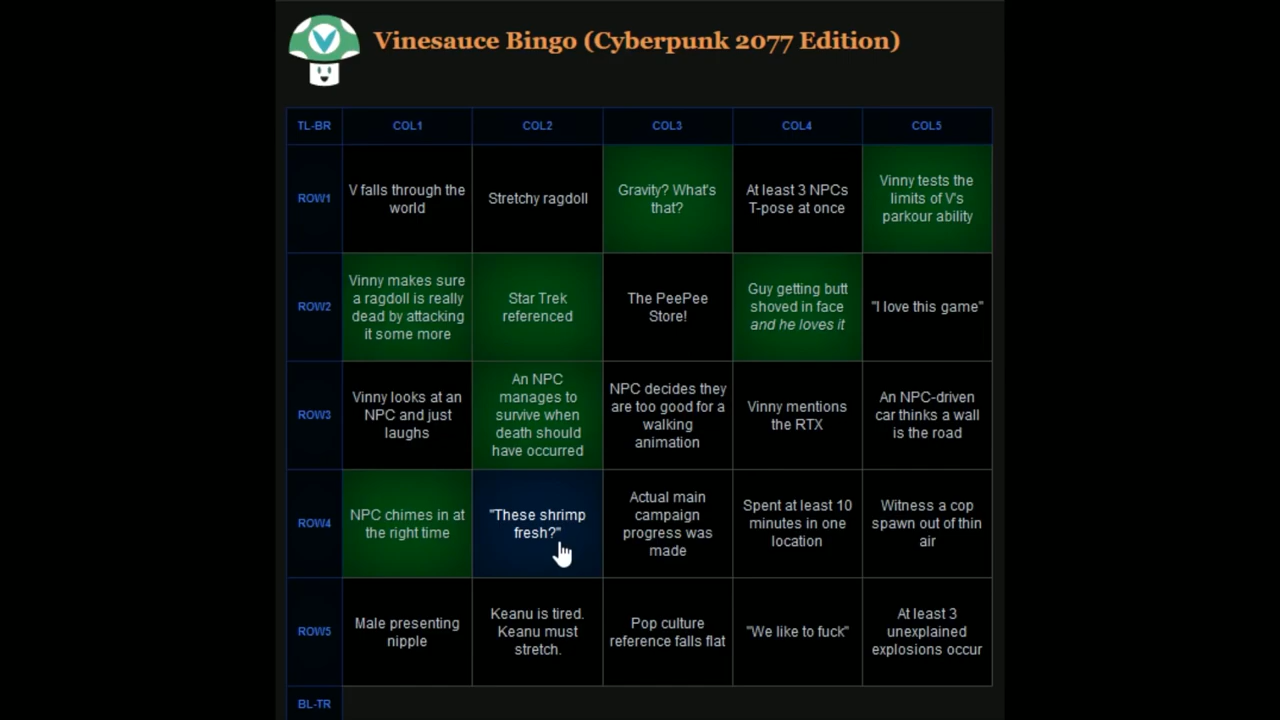 Vinesauce Bingo (Cyberpunk 2077 Edition)
TL-BR
COL1
COL2
COL3
COL4
COL5
ROW1
V falls through the
world
Stretchy ragdoll
Gravity? What's
that?
At least 3 NPCs
T-pose at once
Vinny tests the
limits of V's
parkour ability
ROW2
Vinny makes sure
a ragdoll is really
dead by attacking
it some more
Star Trek
referenced
The PeePee
Store!
Guy getting butt
shoved in face
and he loves it
"I love this game"
ROW3
Vinny looks at an
NPC and just
laughs
An NPC
manages to
survive when
death should
have occurred
NPC decides they
are too good for a
walking
animation
Vinny mentions
the RTX
An NPC-driven
car thinks a wall
is the road
ROW4
NPC chimes in at
the right time
"These shrimp
fresh?"
Actual main
campaign
progress was
made
Spent at least 10
minutes in one
location
Witness a cop
spawn out of thin
air
ROW5
Male presenting
nipple
Keanu is tired.
Keanu must
stretch.
Pop culture
reference falls flat
"We like to fuck"
At least 3
unexplained
explosions occur
BL-TR